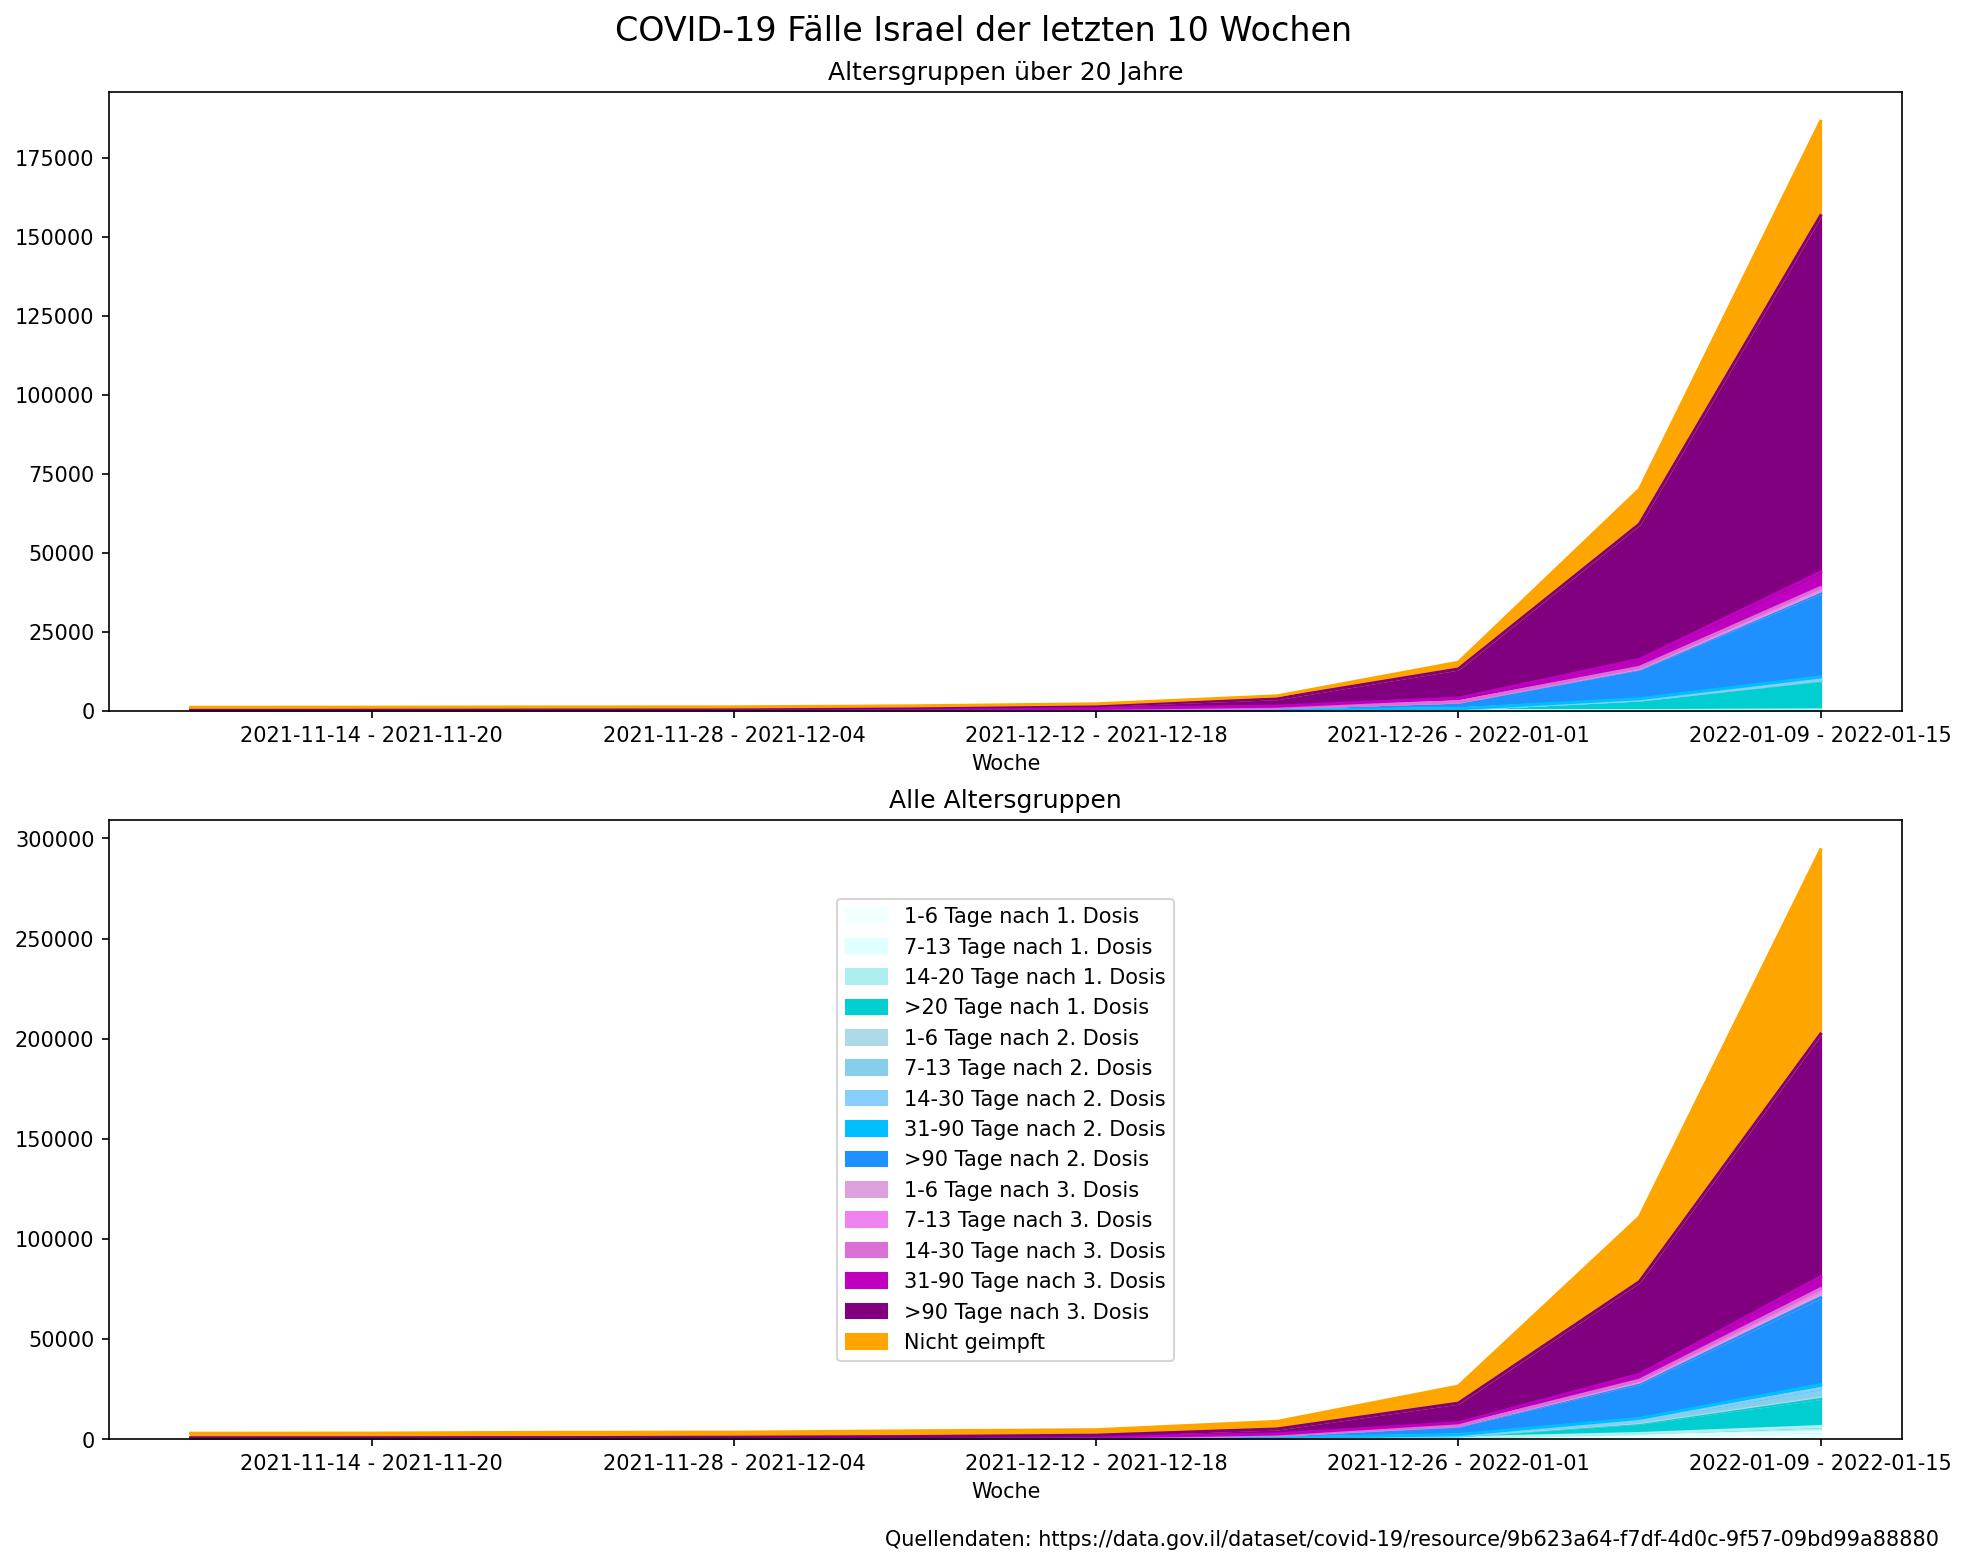 COVID-19 Fälle Israel der letzten 10 Wochen
Altersgruppen über 20 Jahre
175000
150000
125000
100000
75000
50000
25000
0
2021-11-14 - 2021-11-20
2021-11-28 - 2021-12-04
2021-12-12 - 2021-12-18
2021-12-26 - 2022-01-01
2022-01-09 - 2022-01-15
Woche
Alle Altersgruppen
300000
250000
200000
150000
100000
50000
0
1-6 Tage nach 1. Dosis
7-13 Tage nach 1. Dosis
14-20 Tage nach 1. Dosis
>20 Tage nach 1. Dosis
1-6 Tage nach 2. Dosis
7-13 Tage nach 2. Dosis
14-30 Tage nach 2. Dosis
31-90 Tage nach 2. Dosis
>90 Tage nach 2. Dosis
1-6 Tage nach 3. Dosis
7-13 Tage nach 3. Dosis
14-30 Tage nach 3. Dosis
31-90 Tage nach 3. Dosis
>90 Tage nach 3. Dosis
Nicht geimpft
2021-11-14 - 2021-11-20
2021-11-28 - 2021-12-04
2021-12-12 - 2021-12-18
2021-12-26 - 2022-01-01
2022-01-09 - 2022-01-15
Woche
Quellendaten: https://data.gov.il/dataset/covid-19/resource/9b623a64-f7df-4d0c-9f57-09bd99a88880